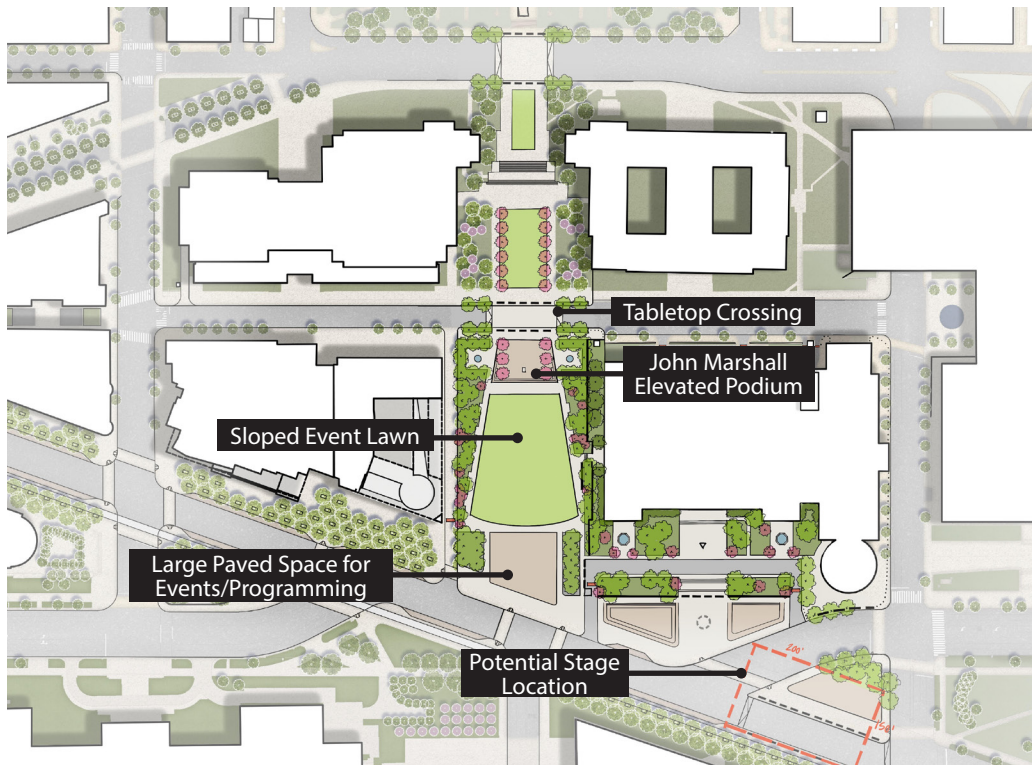 Tabletop Crossing
John Marshall
Elevated Podium
Sloped Event Lawn
Large Paved Space for
Events/Programming
Potential Stage
Location
200'
150'